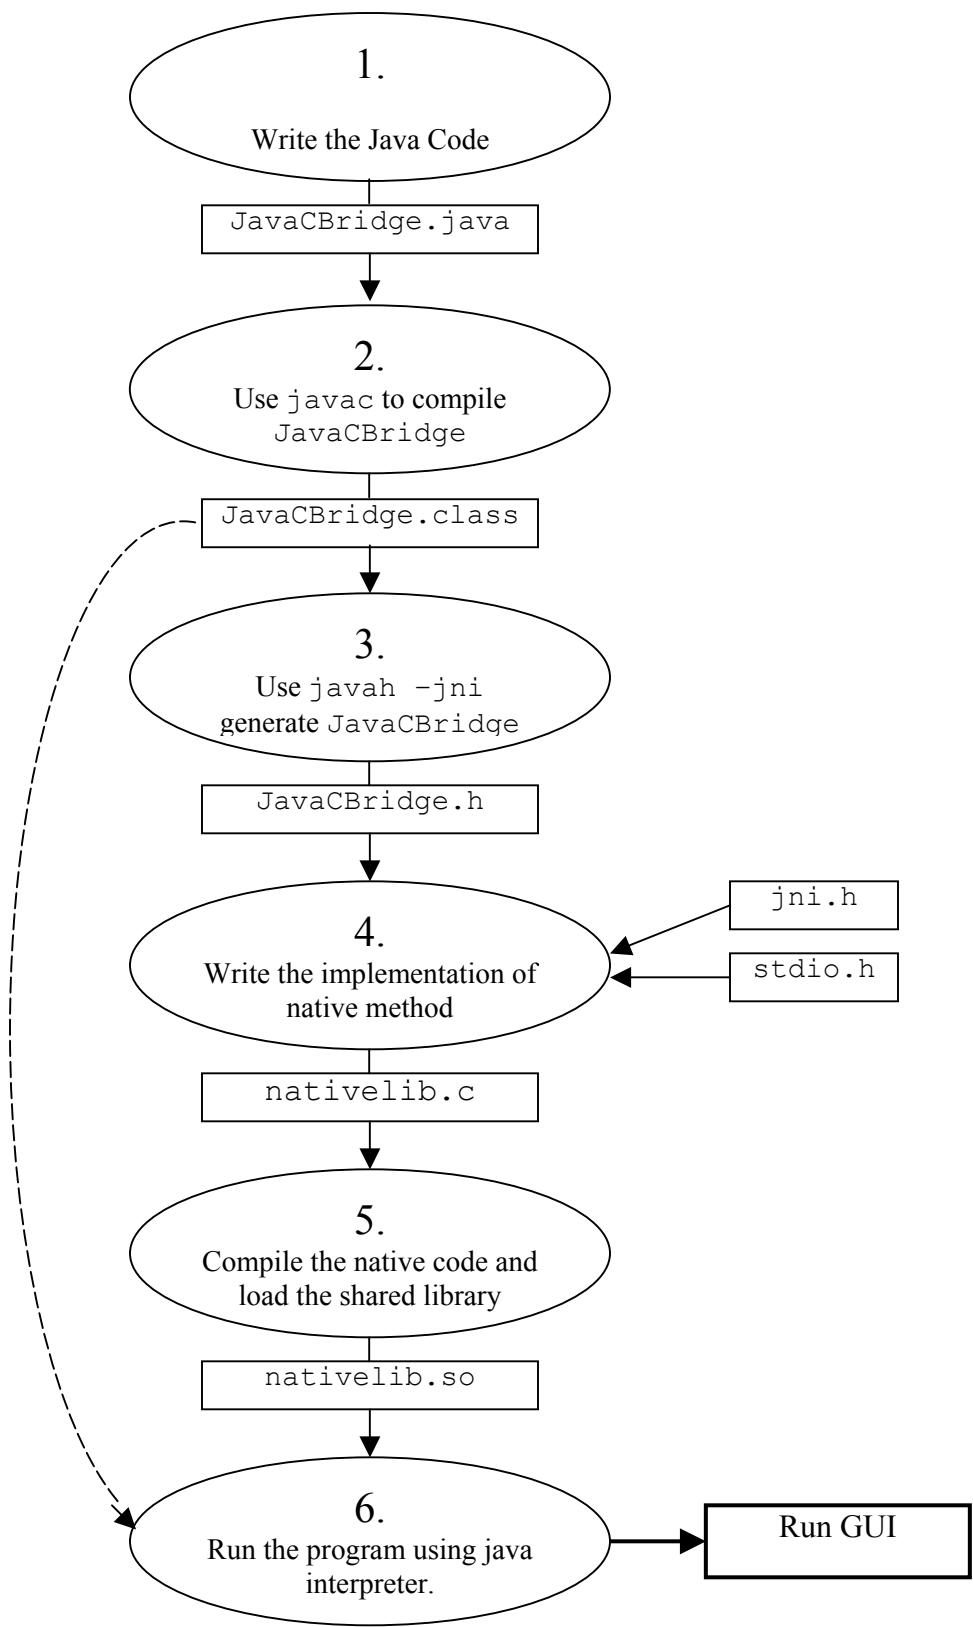 1.
Write the Java Code
JavaCBridge.java
2.
Use javac to compile
JavaCBridge
JavaCBridge.class
3.
Use javah –jni
generate JavaCBridge
JavaCBridge.h
4.
Write the implementation of
native method
jni.h
stdio.h
nativelib.c
5.
Compile the native code and
load the shared library
nativelib.so
6.
Run the program using java
interpreter.
Run GUI